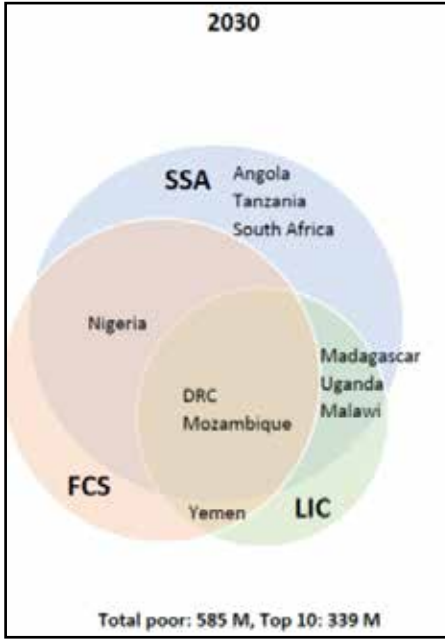 2030
SSA
Angola
Tanzania
South Africa
Nigeria
Madagascar
Uganda
Malawi
DRC
Mozambique
FCS
Yemen
LIC
Total poor: 585 M, Top 10: 339 M